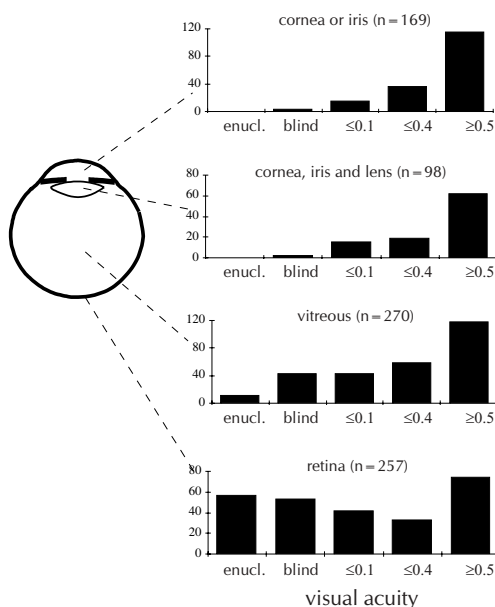 cornea or iris (n=169)
120
80
40
0
enucl. blind ≤0.1 ≤0.4 ≥0.5
cornea, iris and lens (n=98)
80
60
40
20
0
enucl. blind ≤0.1 ≤0.4 ≥0.5
vitreous (n=270)
120
80
40
0
enucl. blind ≤0.1 ≤0.4 ≥0.5
retina (n=257)
80
60
40
20
0
enucl. blind ≤0.1 ≤0.4 ≥0.5
visual acuity